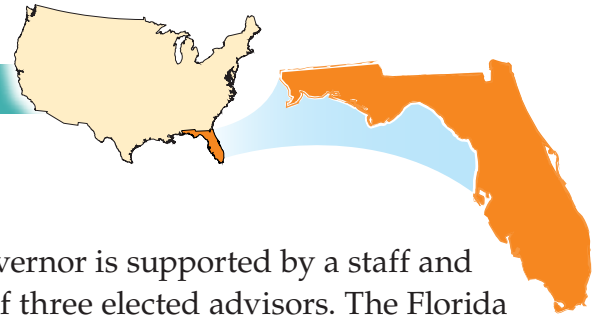 vernor is supported by a staff and
f three elected advisors. The Florida